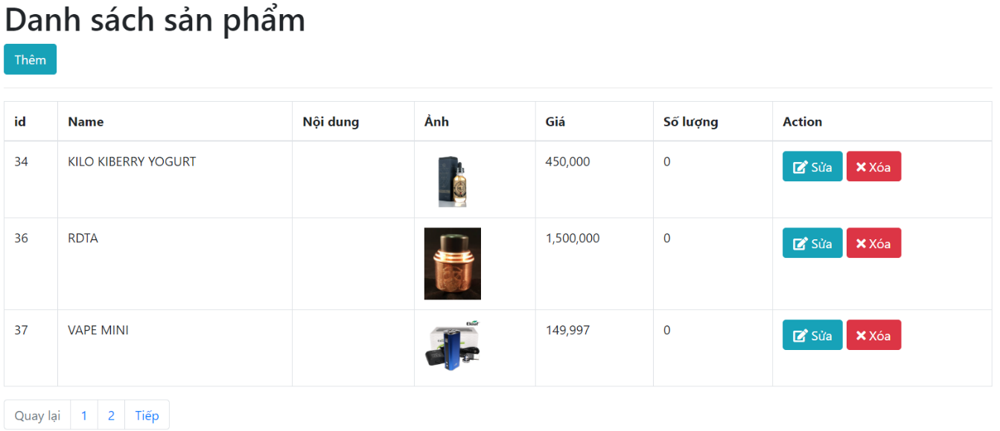 Danh sách sản phẩm
Thêm
id Name Nội dung Ảnh Giá Số lượng Action
34 KILO KIBERRY YOGURT 450,000 0 Sửa Xóa
36 RDTA 1,500,000 0 Sửa Xóa
Eleaf
37 VAPE MINI 149,997 0 Sửa Xóa
Quay lại 1 2 Tiếp